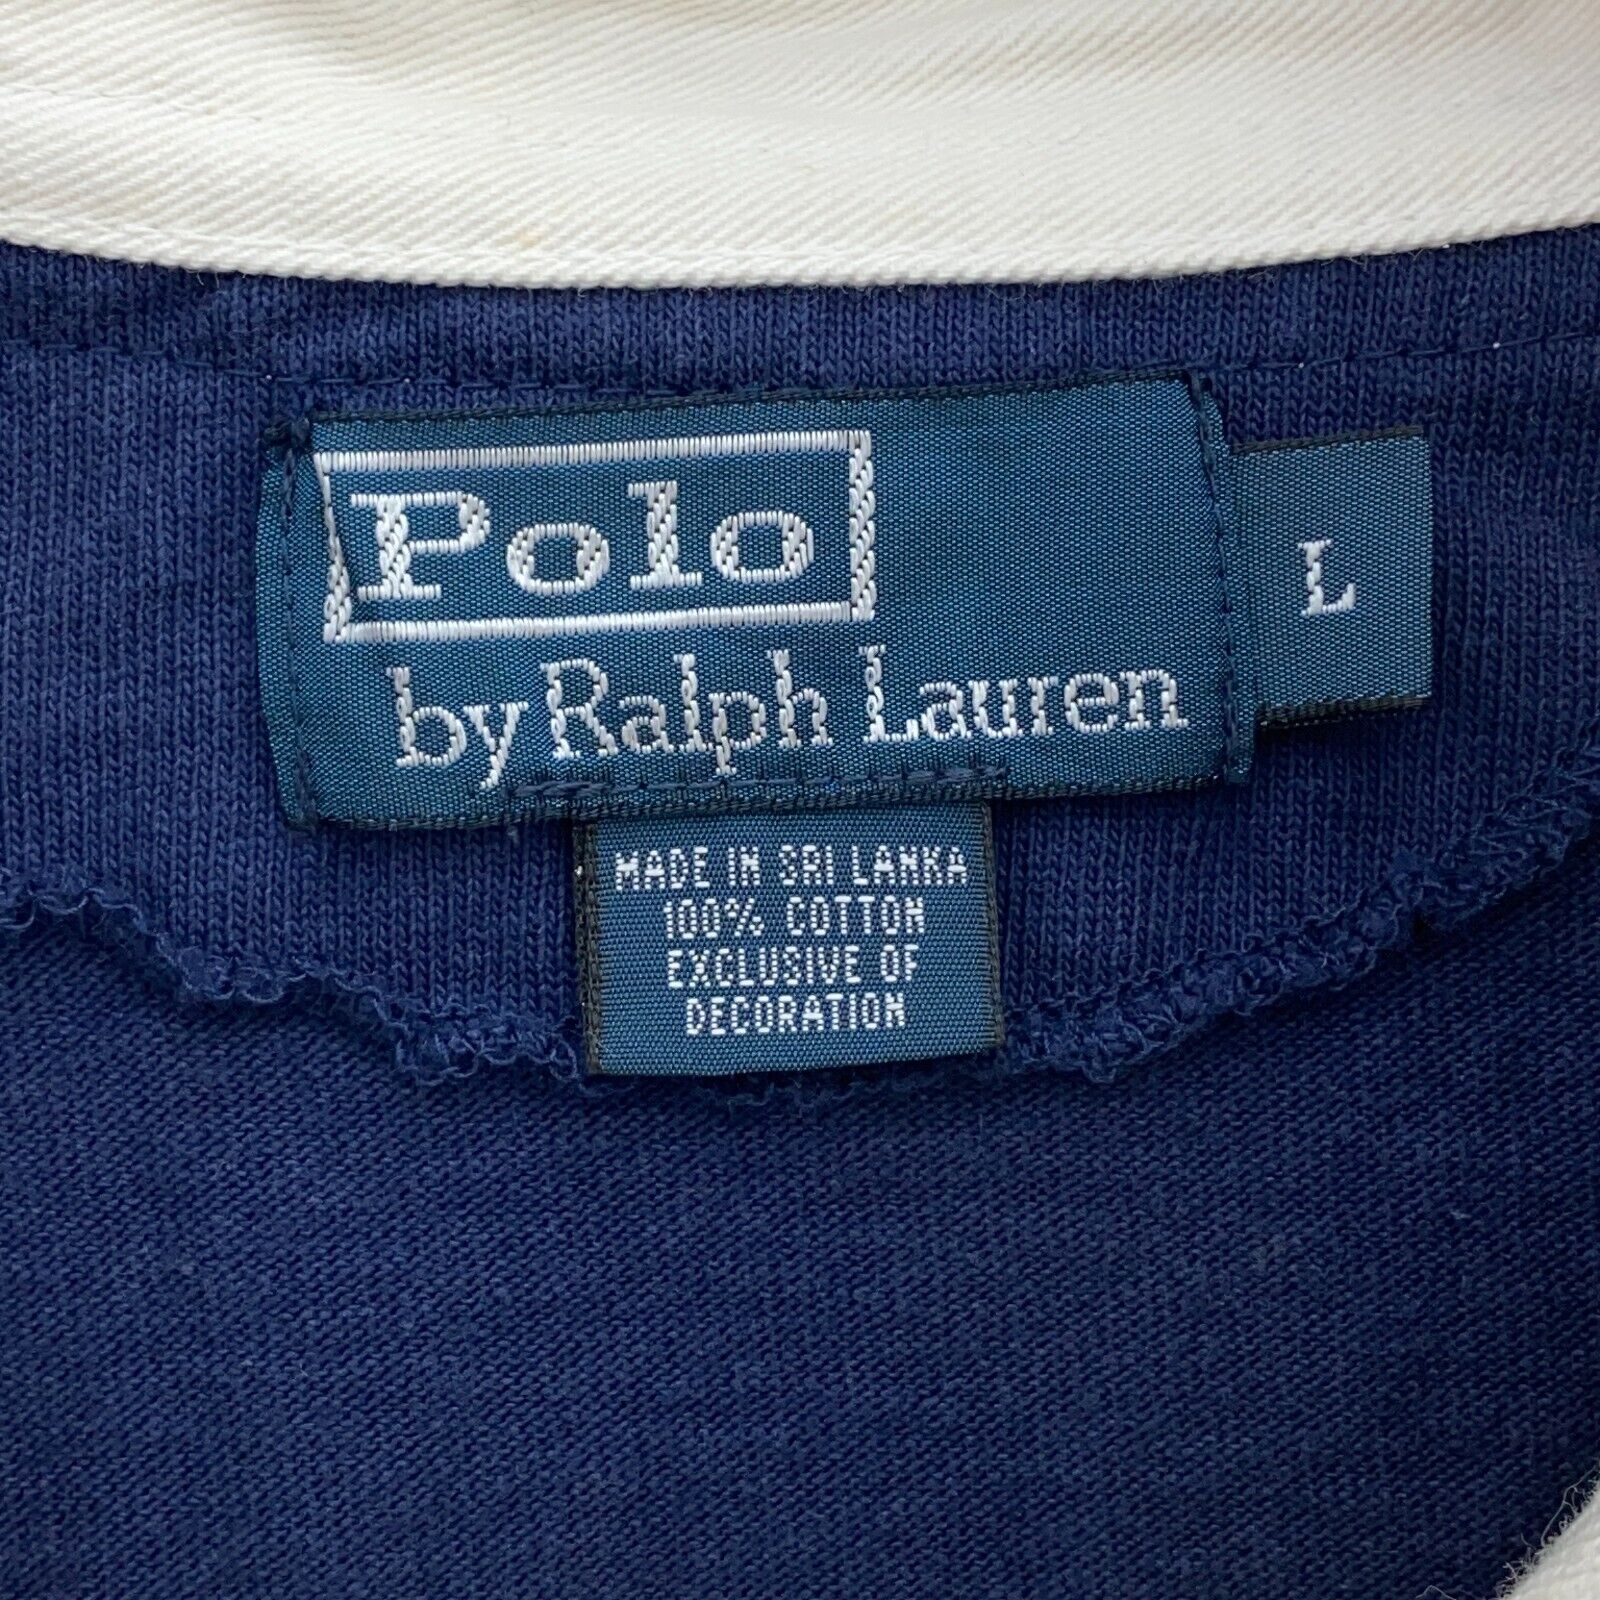 Polo
by Ralph Lauren
L
MADE IN SRI LANKA
100% COTTON
EXCLUSIVE OF
DECORATION